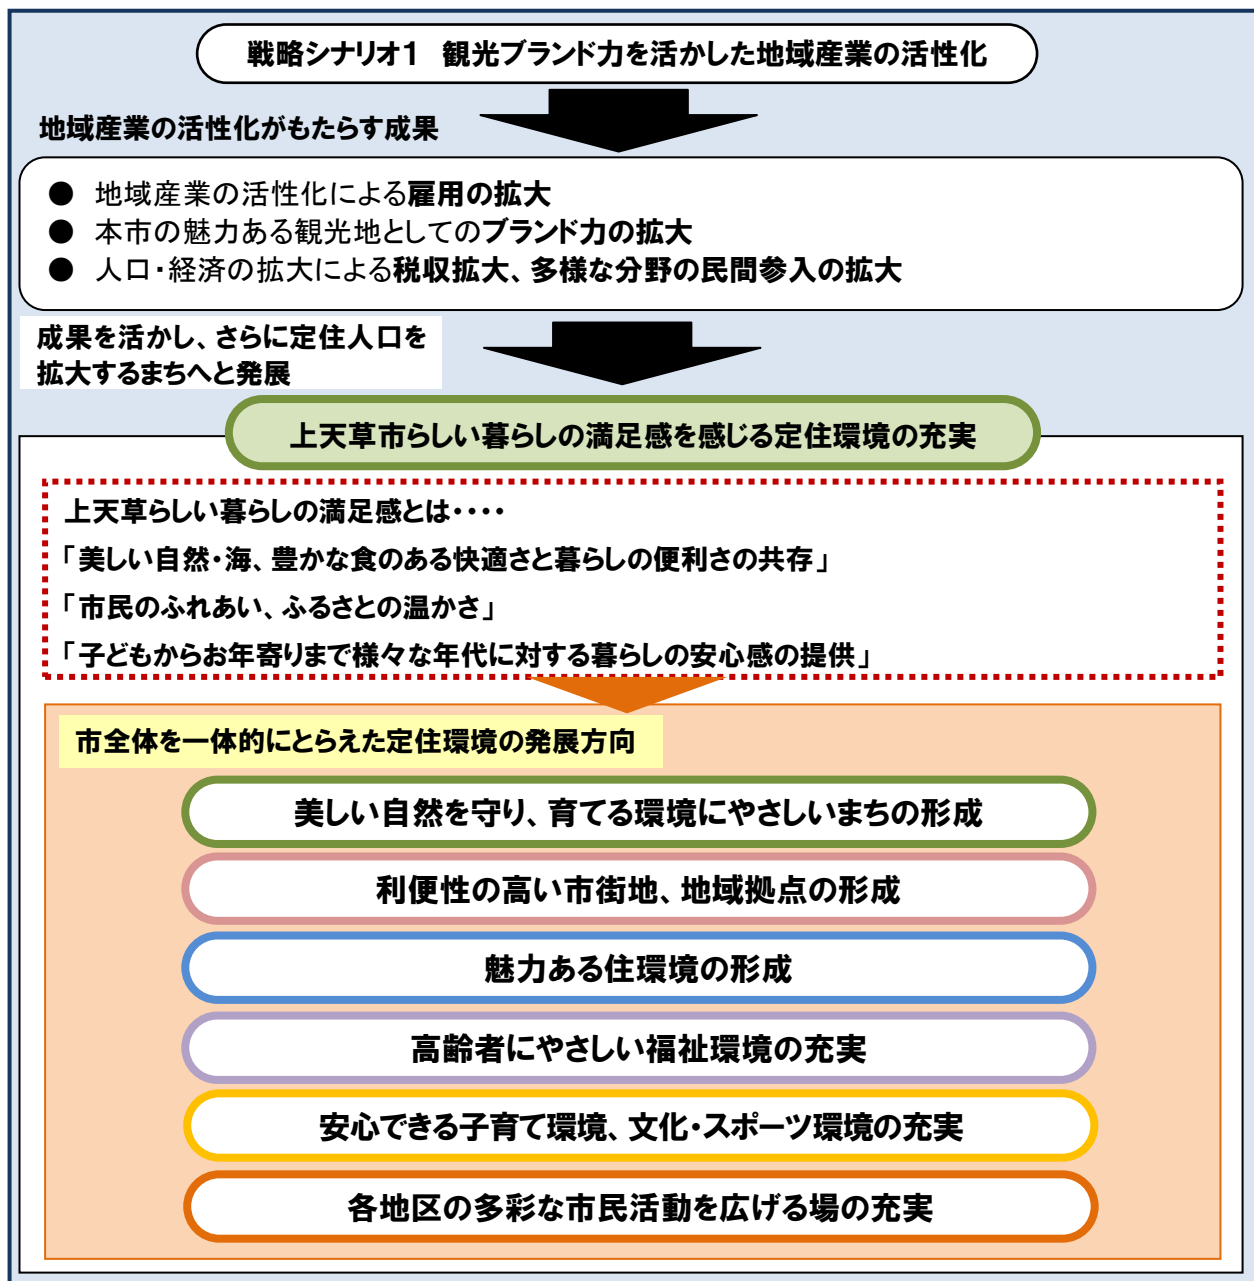 戦略シナリオ1 観光ブランド力を活かした地域産業の活性化
地域産業の活性化がもたらす成果
● 地域産業の活性化による雇用の拡大
● 本市の魅力ある観光地としてのブランド力の拡大
● 人口・経済の拡大による税収拡大、多様な分野の民間参入の拡大
成果を活かし、さらに定住人口を
拡大するまちへと発展
上天草市らしい暮らしの満足感を感じる定住環境の充実
上天草らしい暮らしの満足感とは・・・・
「美しい自然・海、豊かな食のある快適さと暮らしの便利さの共存」
「市民のふれあい、ふるさとの温かさ」
「子どもからお年寄りまで様々な年代に対する暮らしの安心感の提供」
市全体を一体的にとらえた定住環境の発展方向
美しい自然を守り、育てる環境にやさしいまちの形成
利便性の高い市街地、地域拠点の形成
魅力ある住環境の形成
高齢者にやさしい福祉環境の充実
安心できる子育て環境、文化・スポーツ環境の充実
各地区の多彩な市民活動を広げる場の充実